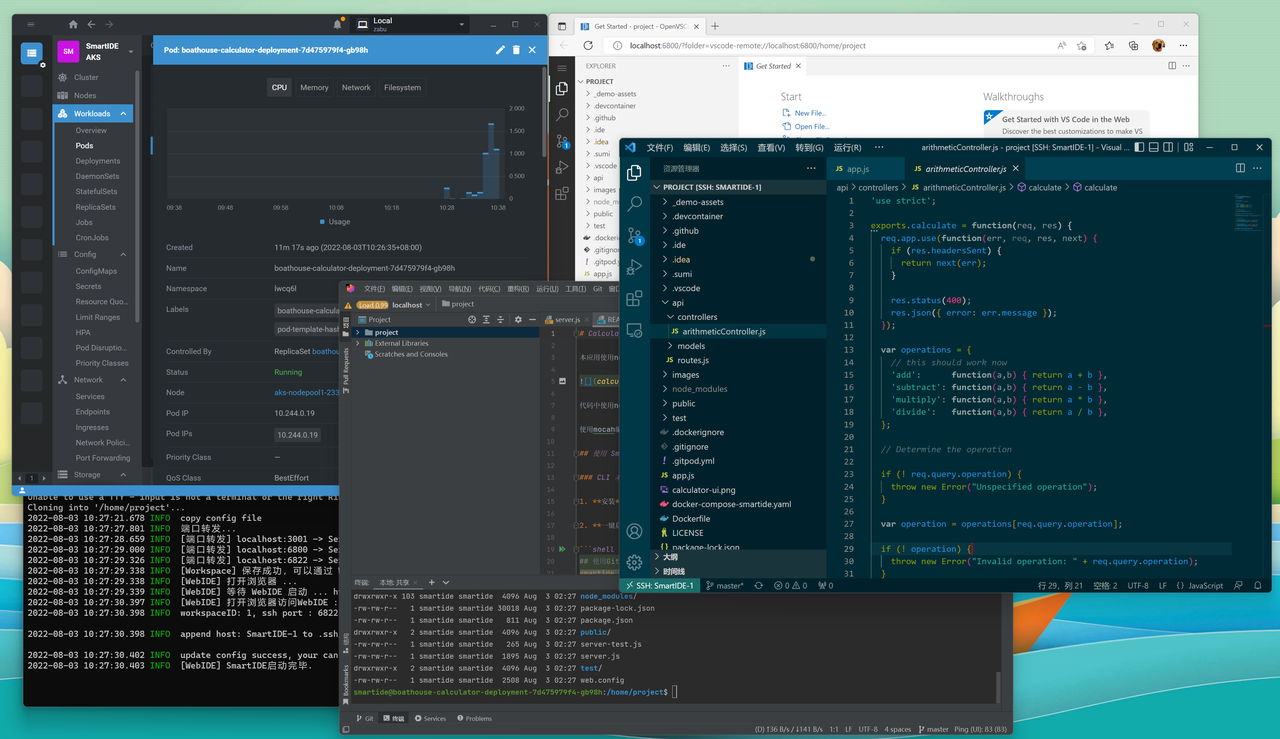 Local
zabu
SM
SmartIDE
AKS
Cluster
Nodes
Workloads
Overview
Pods
Deployments
DaemonSets
StatefulSets
ReplicaSets
Jobs
CronJobs
Config
ConfigMaps
Secrets
Resource Quo...
Limit Ranges
HPA
Pod Disruptio...
Priority Classes
Network
Services
Endpoints
Ingresses
Network Polici...
Port Forwarding
Storage
1
Pod: boathouse-calculator-deployment-7d475979f4-gb98h
CPU
Memory
Network
Filesystem
2.000
1.500
1.000
0.500
0
09:38
09:48
09:58
10:08
10:18
10:28
10:38
Usage
Created
11m 17s ago (2022-08-03T10:26:35+08:00)
Name
boathouse-calculator-deployment-7d475979f4-gb98h
Namespace
lwcq6l
Labels
boathouse-calculat
pod-template-hash
Controlled By
ReplicaSet boathous
Status
Running
Node
aks-nodepool1-233
Pod IP
10.244.0.19
Pod IPs
10.244.0.19
Priority Class
—
QoS Class
BestEffort
Get Started - project - OpenVSC
localhost:6800/?folder=vscode-remote://localhost:6800/home/project
EXPLORER
PROJECT
_demo-assets
.devcontainer
.github
.ide
.idea
.sumi
.vscode
api
images
node_m
public
test
.dockeri
.gitigno
.gitpod.y
app.js
Get Started
Start
New File...
Open File...
Walkthroughs
Get Started with VS Code in the Web
Discover the best customizations to make VS
文件(F)
编辑(E)
选择(S)
查看(V)
转到(G)
运行(R)
arithmeticController.js - project [SSH: SmartIDE-1] - Visual ...
资源管理器
PROJECT [SSH: SMARTIDE-1]
_demo-assets
.devcontainer
.github
.ide
.idea
.sumi
.vscode
api
controllers
arithmeticController.js
models
routes.js
images
node_modules
public
test
.dockerignore
.gitignore
.gitpod.yml
app.js
calculator-ui.png
docker-compose-smartide.yaml
Dockerfile
LICENSE
package-lock.json
大纲
时间线
app.js
arithmeticController.js
api > controllers > arithmeticController.js > calculate > calculate
1 'use strict';
2
3 exports.calculate = function(req, res) {
4 req.app.use(function(err, req, res, next) {
5 if (res.headersSent) {
6 return next(err);
7 }
8
9 res.status(400);
10 res.json({ error: err.message });
11 });
12
13 var operations = {
14 // this should work now
15 'add': function(a,b) { return a + b },
16 'subtract': function(a,b) { return a - b },
17 'multiply': function(a,b) { return a * b },
18 'divide': function(a,b) { return a / b },
19 };
20
21 // Determine the operation
22
23 if (! req.query.operation) {
24 throw new Error("Unspecified operation");
25 }
26
27 var operation = operations[req.query.operation];
28
29 if (! operation) {
30 throw new Error("Invalid operation: " + req.query.operation);
31 }
SSH: SmartIDE-1
master*
0
0
0
行 29, 列 21
空格: 2
UTF-8
LF
JavaScript
文件(F)
编辑(E)
视图(V)
导航(N)
代码(C)
重构(R)
运行(U)
工具(T)
Git
Load 0.99
localhost
project
Project
project
External Libraries
Scratches and Consoles
Pull Requests
server.js
REA
# Calcula
本应用使用no
![](calcul
代码中使用no
使用mocah编
## 使用 Sm
### CLI
1. **安装*
2. **一键启
```shell
## 使用Git
终端:
本地: 共享
drwxrwxr-x 103 smartide smartide 4096 Aug 3 02:27 node_modules/
-rw-rw-r-- 1 smartide smartide 30018 Aug 3 02:27 package-lock.json
-rw-rw-r-- 1 smartide smartide 811 Aug 3 02:27 package.json
drwxrwxr-x 2 smartide smartide 4096 Aug 3 02:27 public/
-rw-rw-r-- 1 smartide smartide 265 Aug 3 02:27 server-test.js
-rw-rw-r-- 1 smartide smartide 1895 Aug 3 02:27 server.js
drwxrwxr-x 2 smartide smartide 4096 Aug 3 02:27 test/
-rw-rw-r-- 1 smartide smartide 2508 Aug 3 02:27 web.config
smartide@boathouse-calculator-deployment-7d475979f4-gb98h:/home/project$
结构
Bookmarks
Git
终端
Services
Problems
(D) ↑36 B/s / ↓141 B/s
1:1
LF
UTF-8
4 spaces
master
Ping (UI): 83 (83)
Unable to use a TTY - input is not a terminal or the right ki
Cloning into '/home/project'...
2022-08-03 10:27:21.678 INFO copy config file
2022-08-03 10:27:27.801 INFO 端口转发...
2022-08-03 10:27:28.659 INFO [端口转发] localhost:3001 -> Se
2022-08-03 10:27:29.000 INFO [端口转发] localhost:6800 -> Se
2022-08-03 10:27:29.326 INFO [端口转发] localhost:6822 -> Se
2022-08-03 10:27:29.338 INFO [Workspace] 保存成功, 可以通过
2022-08-03 10:27:29.338 INFO [WebIDE] 打开浏览器 ...
2022-08-03 10:27:29.339 INFO [WebIDE] 等待 WebIDE 启动 ... h
2022-08-03 10:27:30.397 INFO [WebIDE] 打开浏览器访问WebIDE :
2022-08-03 10:27:30.398 INFO workspaceID: 1, ssh port : 6822
2022-08-03 10:27:30.398 INFO append host: SmartIDE-1 to .ssh
2022-08-03 10:27:30.402 INFO update config success, your can
2022-08-03 10:27:30.403 INFO [WebIDE] SmartIDE启动完毕.